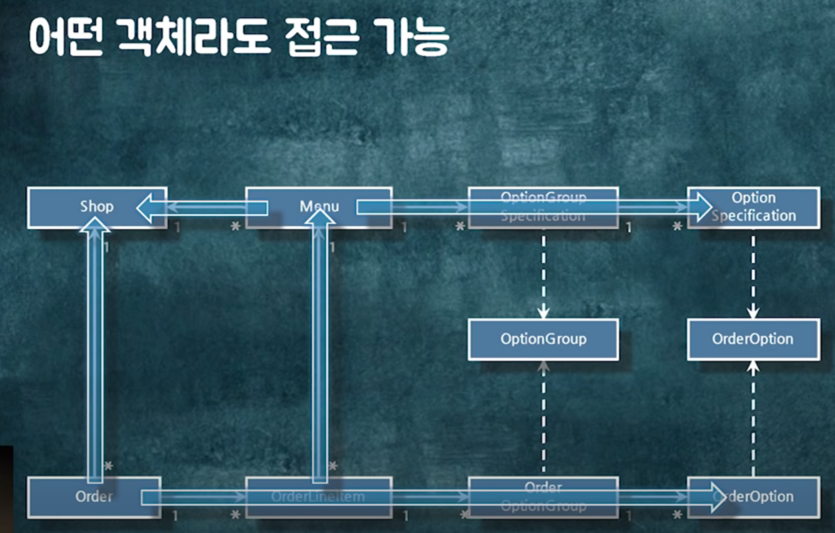 어떤 객체라도 접근 가능
Shop
Menu
OptionGroup
Specification
Option
Specification
1
*
1
*
1
*
1
1
OptionGroup
OrderOption
*
*
Order
OrderLineItem
Order
OptionGroup
OrderOption
1
*
1
*
1
*